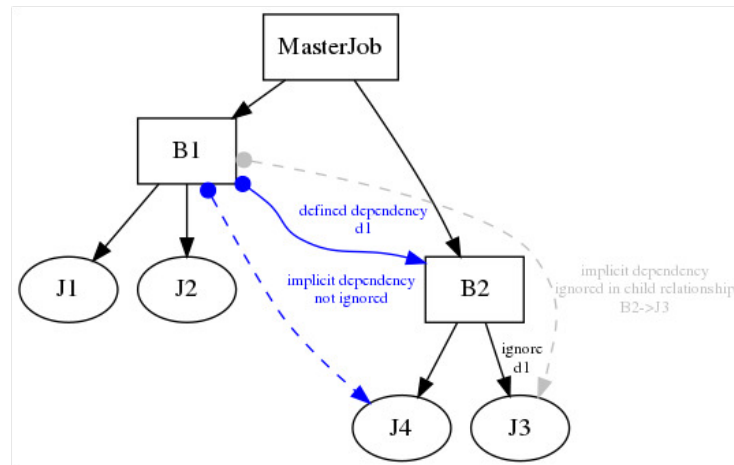 MasterJob
B1
defined dependency
d1
J1
J2
implicit dependency
not ignored
B2
implicit dependency
ignored in child relationship
B2->J3
ignore
d1
J4
J3